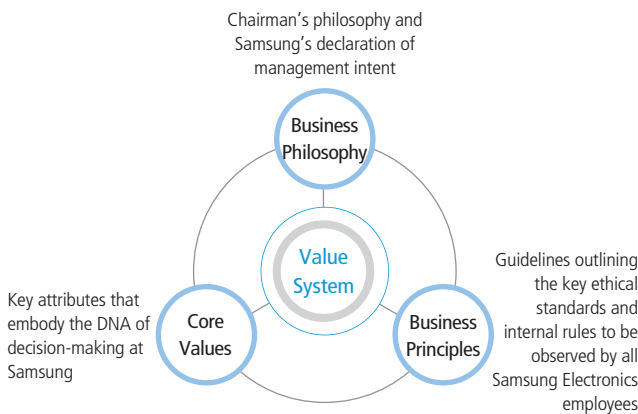 Chairman’s philosophy and
Samsung’s declaration of
management intent
Business
Philosophy
Value
System
Key attributes that
embody the DNA of
decision-making at
Samsung
Core
Values
Business
Principles
Guidelines outlining
the key ethical
standards and
internal rules to be
observed by all
Samsung Electronics
employees